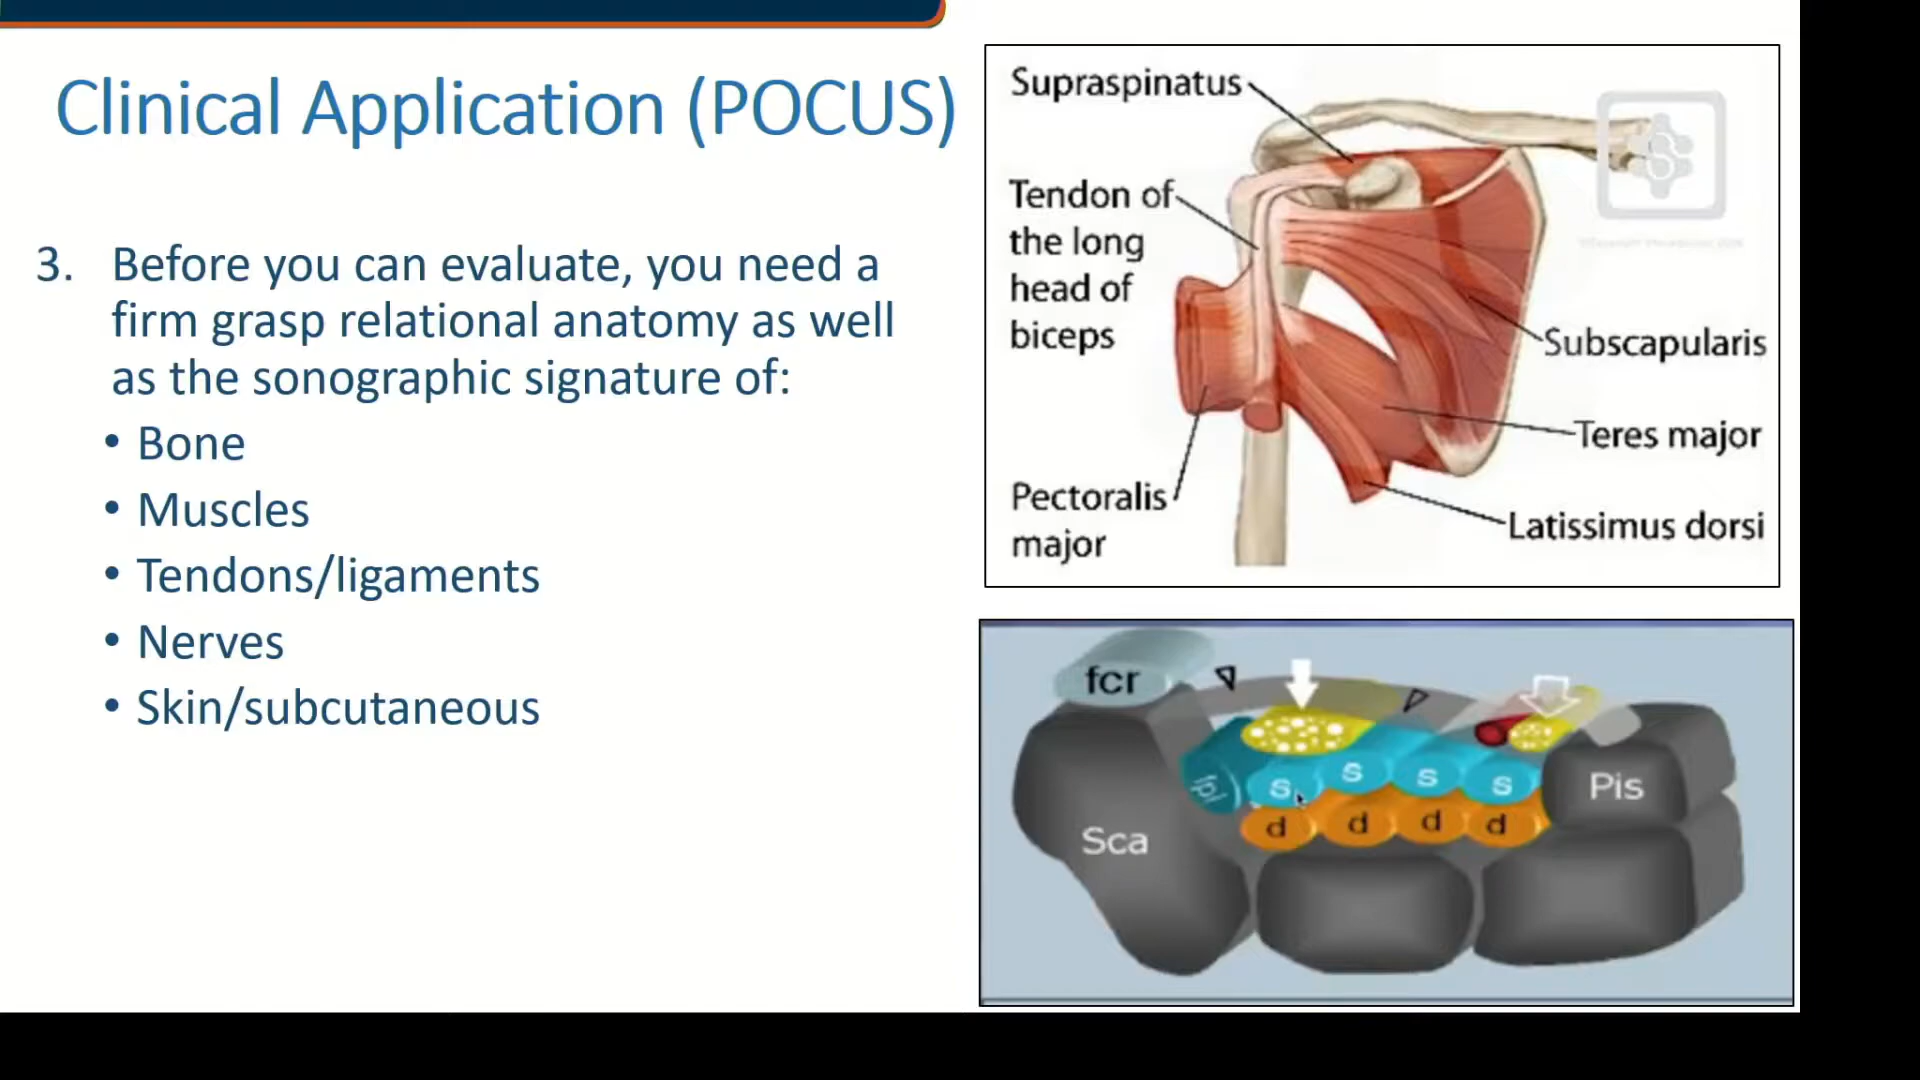 Clinical Application (POCUS)
3. Before you can evaluate, you need a
firm grasp relational anatomy as well
as the sonographic signature of:
• Bone
• Muscles
• Tendons/ligaments
• Nerves
• Skin/subcutaneous
Supraspinatus
Tendon of
the long
head of
biceps
Subscapularis
Teres major
Pectoralis
major
Latissimus dorsi
fcr
fpl
s s s s
Pis
d d d d
Sca